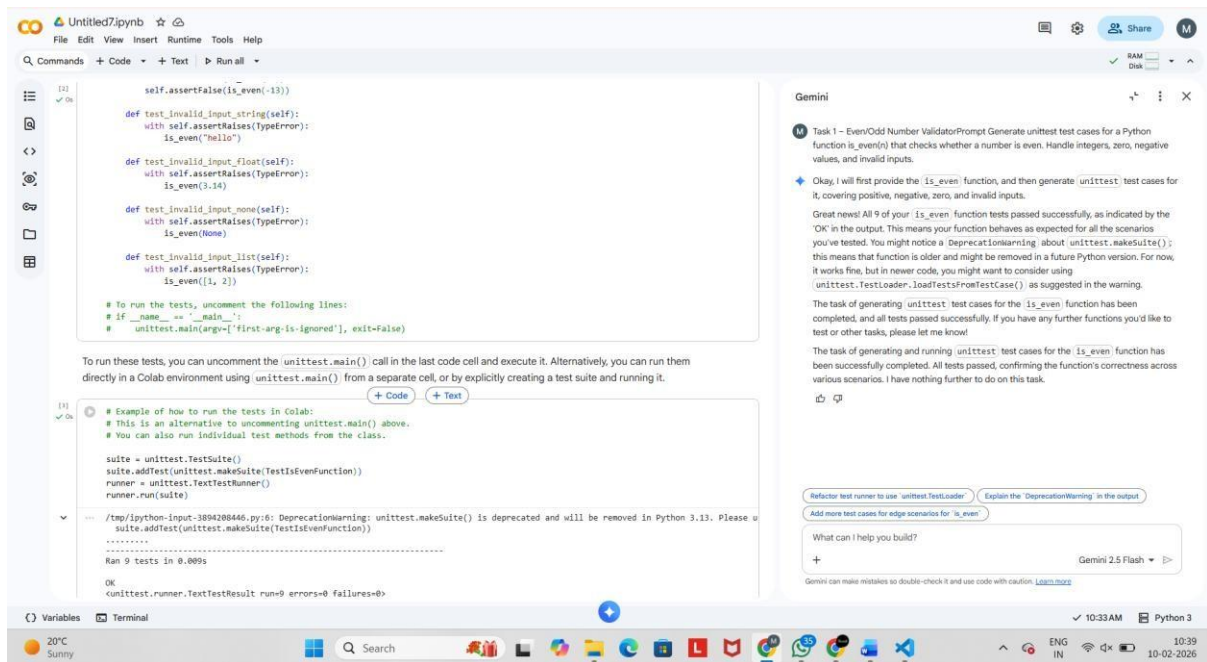 Untitled7.ipynb
File Edit View Insert Runtime Tools Help
Share
M
Commands + Code + Text Run all
RAM
Disk
[2]
0s
self.assertFalse(is_even(-13))
def test_invalid_input_string(self):
with self.assertRaises(TypeError):
is_even("hello")
def test_invalid_input_float(self):
with self.assertRaises(TypeError):
is_even(3.14)
def test_invalid_input_none(self):
with self.assertRaises(TypeError):
is_even(None)
def test_invalid_input_list(self):
with self.assertRaises(TypeError):
is_even([1, 2])
# To run the tests, uncomment the following lines:
# if __name__ == '__main__':
# unittest.main(argv=['first-arg-is-ignored'], exit=False)
To run these tests, you can uncomment the unittest.main() call in the last code cell and execute it. Alternatively, you can run them
directly in a Colab environment using unittest.main() from a separate cell, or by explicitly creating a test suite and running it.
+ Code + Text
[3]
0s
# Example of how to run the tests in Colab:
# This is an alternative to uncommenting unittest.main() above.
# You can also run individual test methods from the class.
suite = unittest.TestSuite()
suite.addTest(unittest.makeSuite(TestIsEvenFunction))
runner = unittest.TextTestRunner()
runner.run(suite)
/tmp/ipython-input-3894208446.py:6: DeprecationWarning: unittest.makeSuite() is deprecated and will be removed in Python 3.13. Please u
suite.addTest(unittest.makeSuite(TestIsEvenFunction))
.........
----------------------------------------------------------------------
Ran 9 tests in 0.009s
OK
<unittest.runner.TextTestResult run=9 errors=0 failures=0>
Gemini
M
Task 1 – Even/Odd Number ValidatorPrompt Generate unittest test cases for a Python
function is_even(n) that checks whether a number is even. Handle integers, zero, negative
values, and invalid inputs.
Okay, I will first provide the is_even function, and then generate unittest test cases for
it, covering positive, negative, zero, and invalid inputs.
Great news! All 9 of your is_even function tests passed successfully, as indicated by the
'OK' in the output. This means your function behaves as expected for all the scenarios
you've tested. You might notice a DeprecationWarning about unittest.makeSuite();
this means that function is older and might be removed in a future Python version. For now,
it works fine, but in newer code, you might want to consider using
unittest.TestLoader.loadTestsFromTestCase() as suggested in the warning.
The task of generating unittest test cases for the is_even function has been
completed, and all tests passed successfully. If you have any further functions you'd like to
test or other tasks, please let me know!
The task of generating and running unittest test cases for the is_even function has
been successfully completed. All tests passed, confirming the function's correctness across
various scenarios. I have nothing further to do on this task.
Refactor test runner to use `unittest.TestLoader` Explain the `DeprecationWarning` in the output
Add more test cases for edge scenarios for `is_even`
What can I help you build?
+ Gemini 2.5 Flash
Gemini can make mistakes so double-check it and use code with caution. Learn more
Variables Terminal
10:33 AM Python 3
20°C
Sunny
Search
35
ENG
IN
10:39
10-02-2026